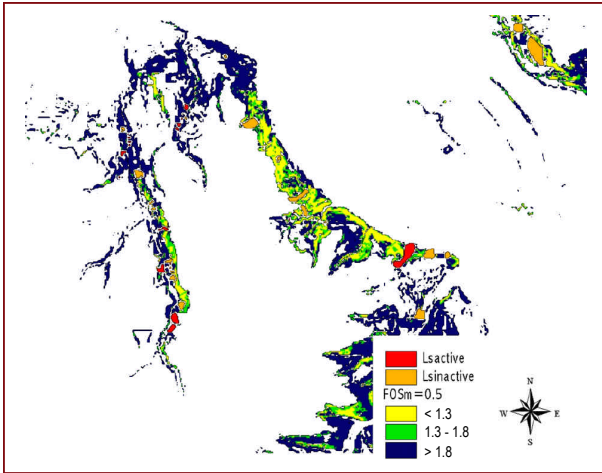 Lsactive
Lsinactive
FOSm=0.5
< 1.3
1.3 - 1.8
> 1.8
N
W E
S